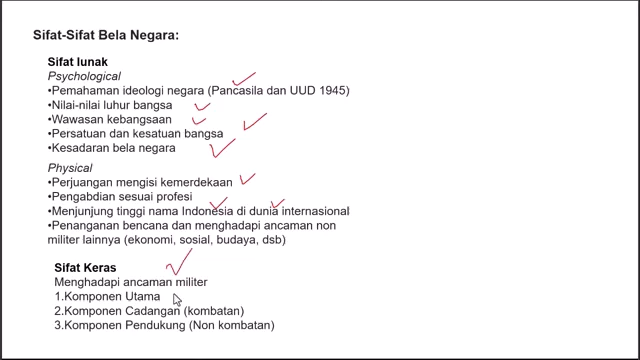 Sifat-Sifat Bela Negara:
Sifat lunak
Psychological
•Pemahaman ideologi negara (Pancasila dan UUD 1945)
•Nilai-nilai luhur bangsa
•Wawasan kebangsaan
•Persatuan dan kesatuan bangsa
•Kesadaran bela negara
Physical
•Perjuangan mengisi kemerdekaan
•Pengabdian sesuai profesi
•Menjunjung tinggi nama Indonesia di dunia internasional
•Penanganan bencana dan menghadapi ancaman non
militer lainnya (ekonomi, sosial, budaya, dsb)
Sifat Keras
Menghadapi ancaman militer
1.Komponen Utama
2.Komponen Cadangan (kombatan)
3.Komponen Pendukung (Non kombatan)